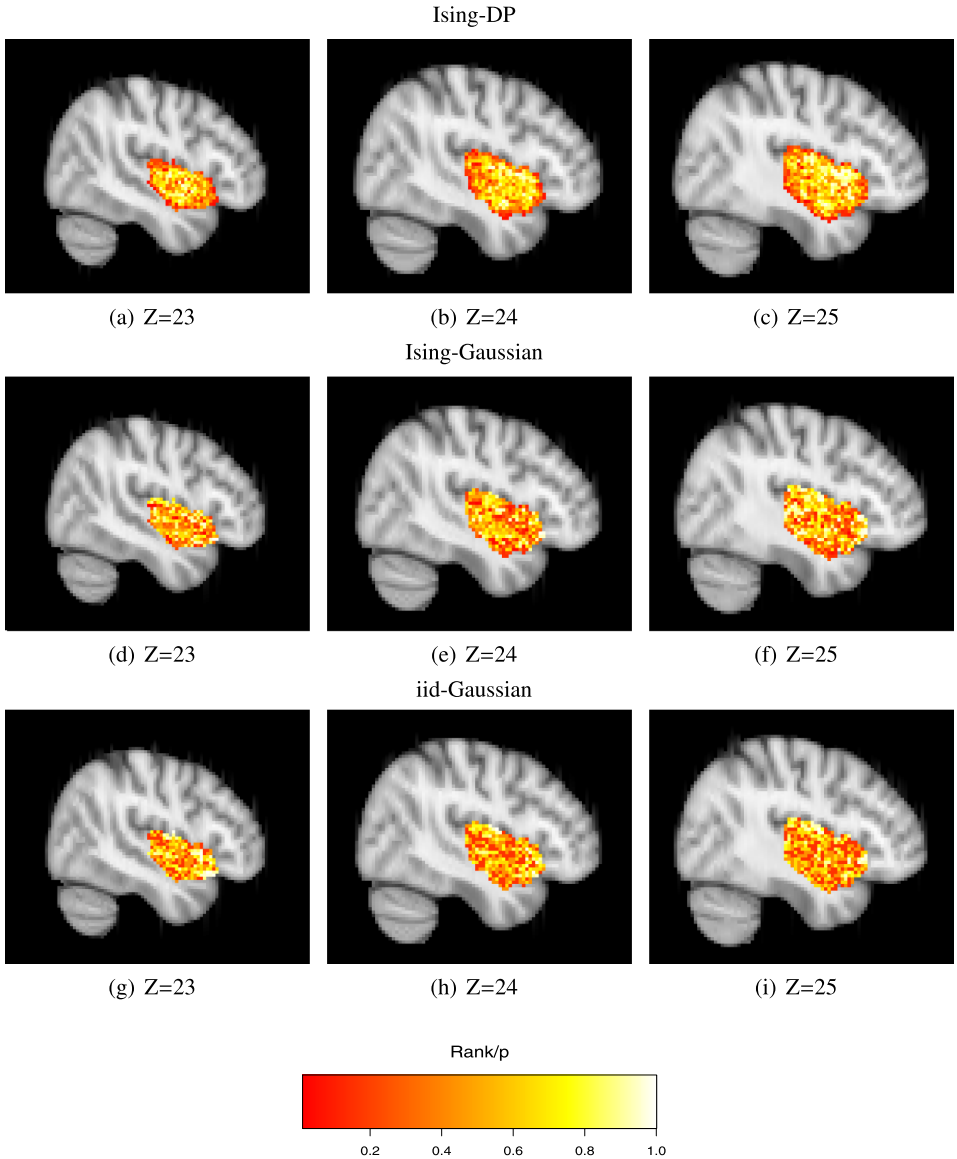 Ising-DP
(a) Z=23
(b) Z=24
(c) Z=25
Ising-Gaussian
(d) Z=23
(e) Z=24
(f) Z=25
iid-Gaussian
(g) Z=23
(h) Z=24
(i) Z=25
Rank/p
0.2 0.4 0.6 0.8 1.0